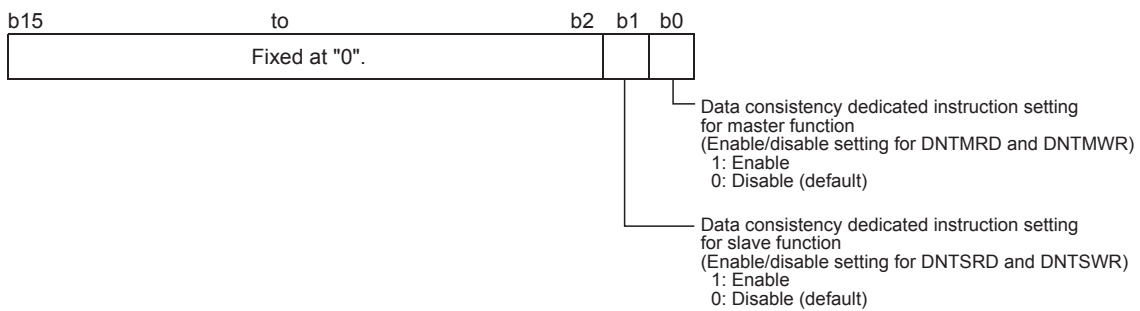 b15 to b2 b1 b0
Fixed at "0".
Data consistency dedicated instruction setting
for master function
(Enable/disable setting for DNTMRD and DNTMWR)
1: Enable
0: Disable (default)
Data consistency dedicated instruction setting
for slave function
(Enable/disable setting for DNTSRD and DNTSWR)
1: Enable
0: Disable (default)